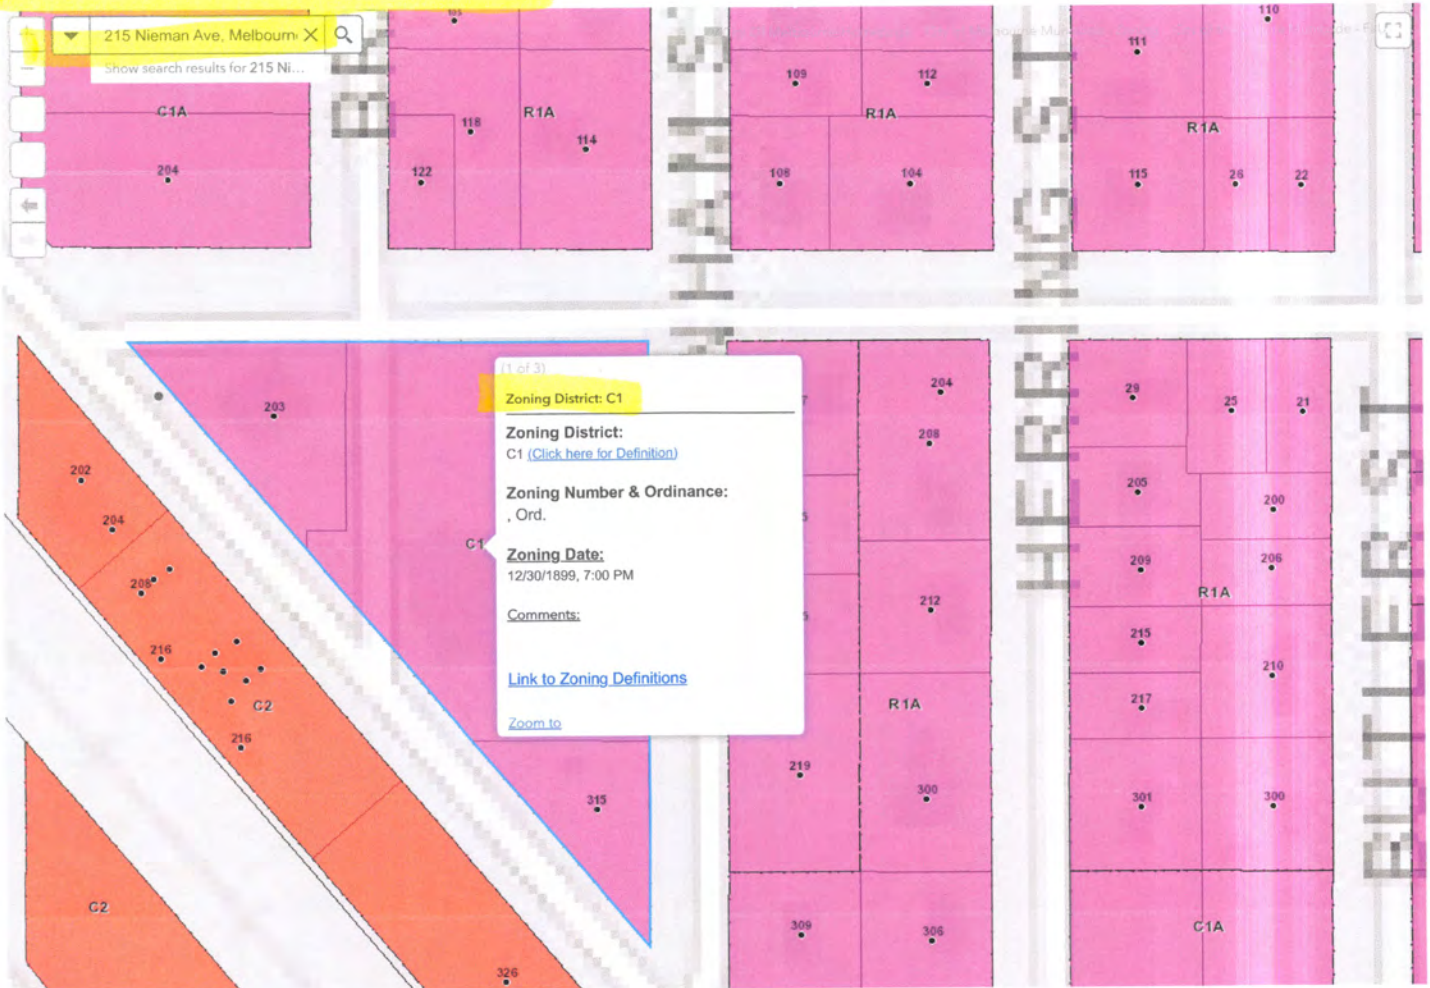 215 Nieman Ave, Melbourn
Show search results for 215 Ni...
110
111
109
112
C1A
118
R1A
114
R1A
R1A
204
122
108
104
115
26
22
HERRING ST
BUTLER ST
(1 of 3)
Zoning District: C1
Zoning District:
C1 (Click here for Definition)
Zoning Number & Ordinance:
, Ord.
Zoning Date:
12/30/1899, 7:00 PM
Comments:
Link to Zoning Definitions
Zoom to
203
C1
204
208
29
25
21
202
205
200
204
209
206
208
212
R1A
215
216
210
C2
R1A
217
216
219
315
300
301
300
C2
309
306
C1A
326